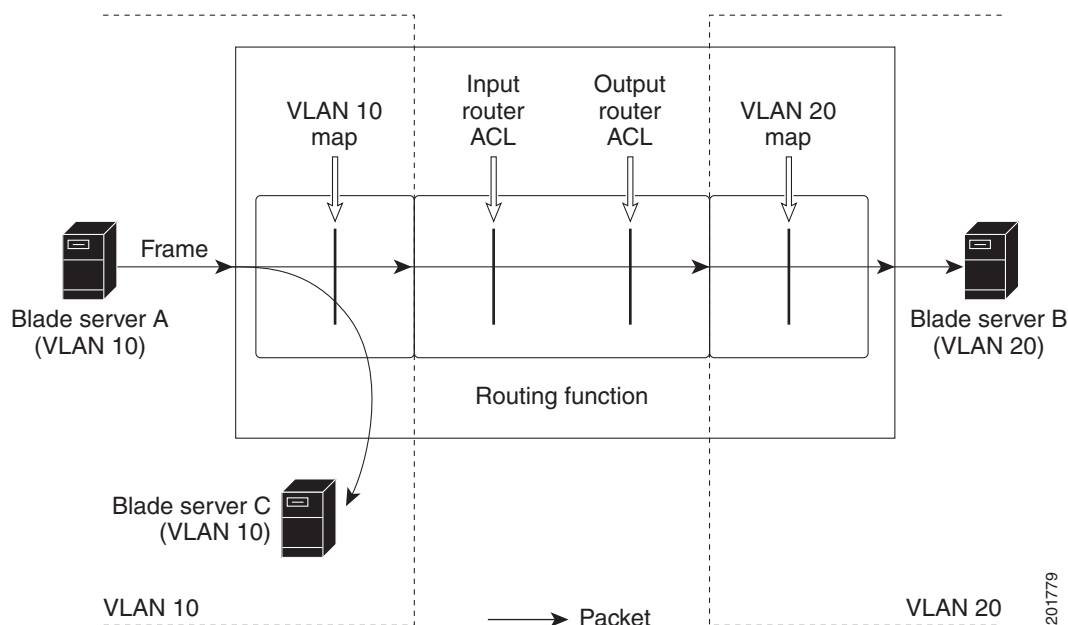 VLAN 10
map
Input
router
ACL
Output
router
ACL
VLAN 20
map
Frame
Blade server A
(VLAN 10)
Blade server B
(VLAN 20)
Routing function
Blade server C
(VLAN 10)
VLAN 10
Packet
VLAN 20
201779